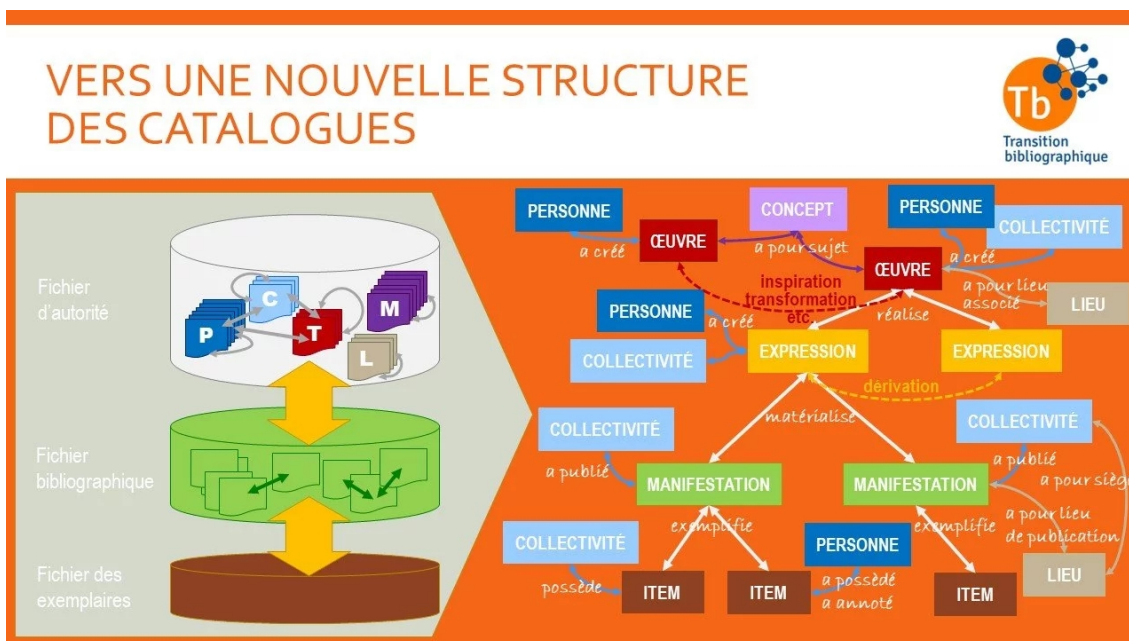 VERS UNE NOUVELLE STRUCTURE
DES CATALOGUES
Tb
Transition
bibliographique
Fichier
d'autorité
P
C
T
M
L
Fichier
bibliographique
Fichier des
exemplaires
PERSONNE
a créé
ŒUVRE
CONCEPT
a pour sujet
PERSONNE
COLLECTIVITÉ
a créé
ŒUVRE
a pour lieu
associé
LIEU
inspiration
transformation
etc.
réalise
PERSONNE
a créé
COLLECTIVITÉ
EXPRESSION
EXPRESSION
dérivation
matérialise
COLLECTIVITÉ
a publié
COLLECTIVITÉ
a publié
a pour siège
MANIFESTATION
MANIFESTATION
exemplifie
exemplifie
a pour lieu
de publication
LIEU
COLLECTIVITÉ
possède
PERSONNE
a possédé
a annoté
ITEM
ITEM
ITEM